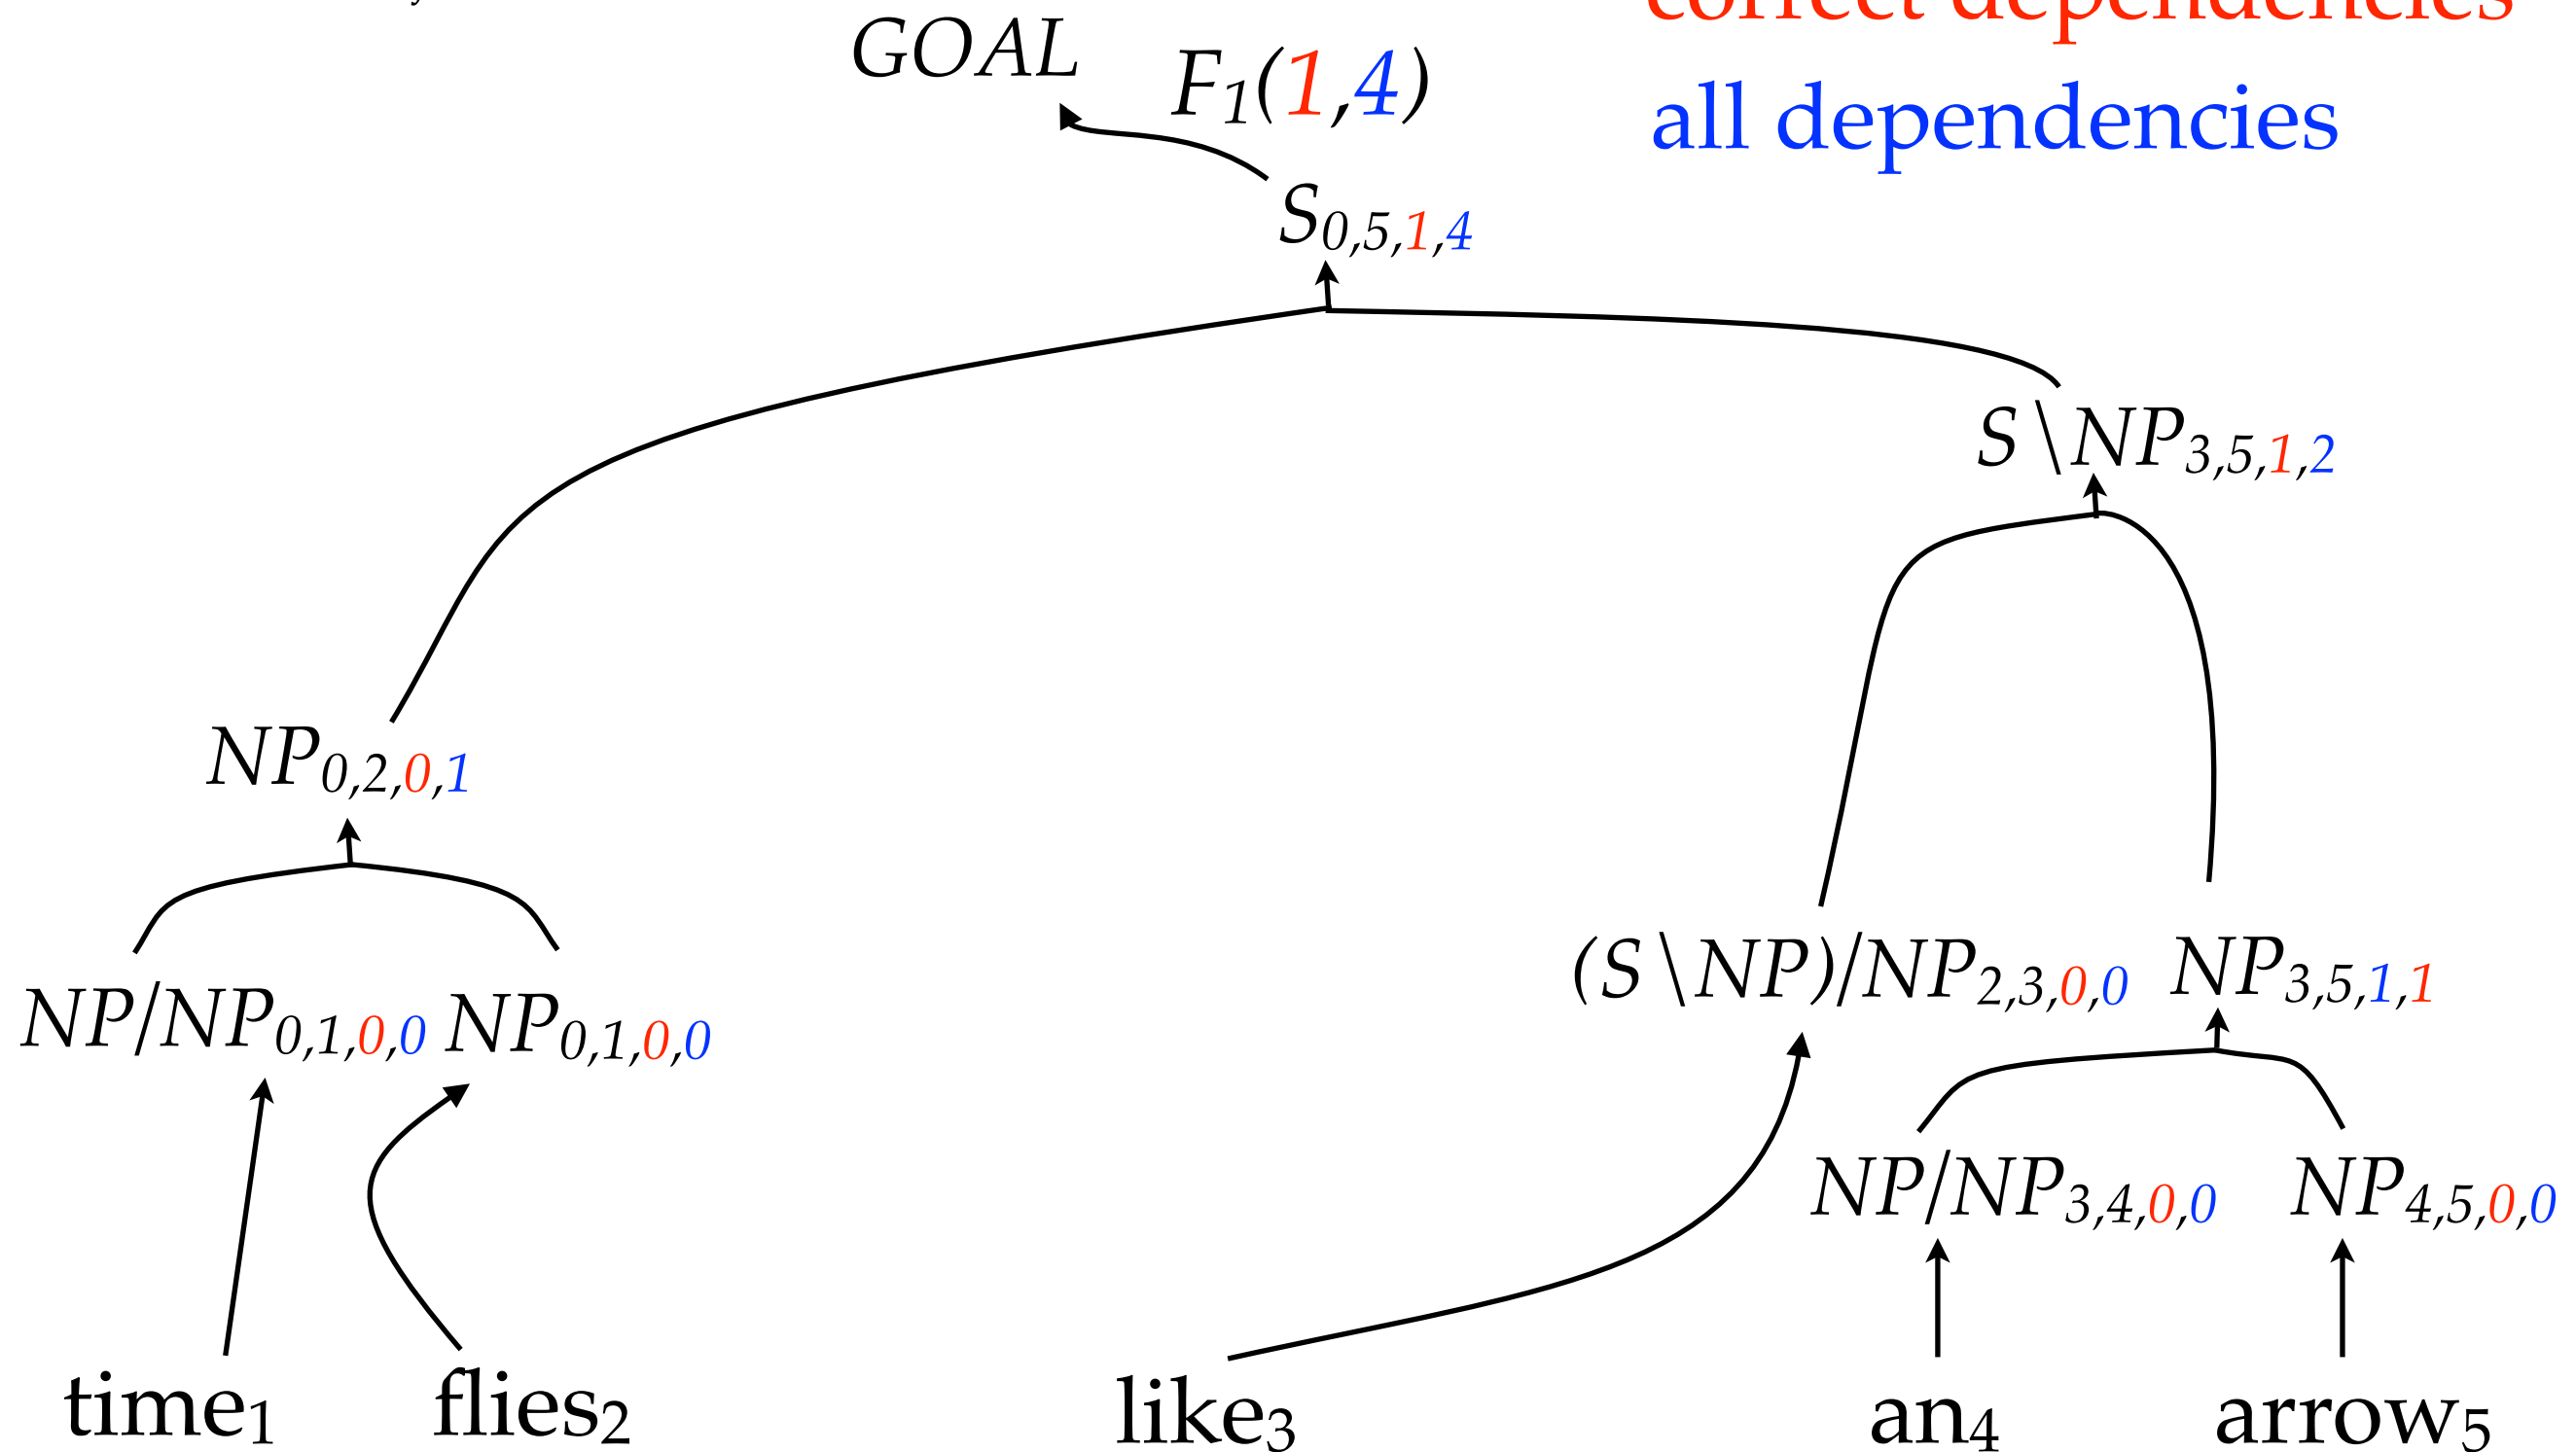 correct dependencies
GOAL
F1(1,4)
all dependencies
S0,5,1,4
S\NP3,5,1,2
NP0,2,0,1
(S\NP)/NP2,3,0,0 NP3,5,1,1
NP/NP0,1,0,0 NP0,1,0,0
NP/NP3,4,0,0 NP4,5,0,0
time1 flies2 like3 an4 arrow5